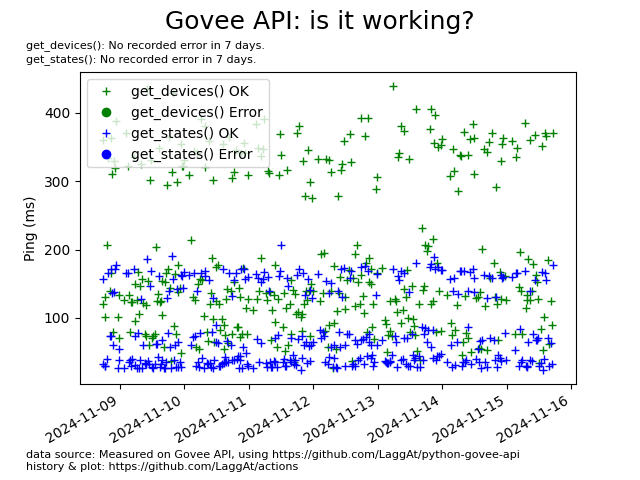 Govee API: is it working?
get_devices(): No recorded error in 7 days.
get_states(): No recorded error in 7 days.
get_devices() OK
get_devices() Error
get_states() OK
get_states() Error
400
300
200
100
Ping (ms)
2024-11-09
2024-11-10
2024-11-11
2024-11-12
2024-11-13
2024-11-14
2024-11-15
2024-11-16
data source: Measured on Govee API, using https://github.com/LaggAt/python-govee-api
history & plot: https://github.com/LaggAt/actions